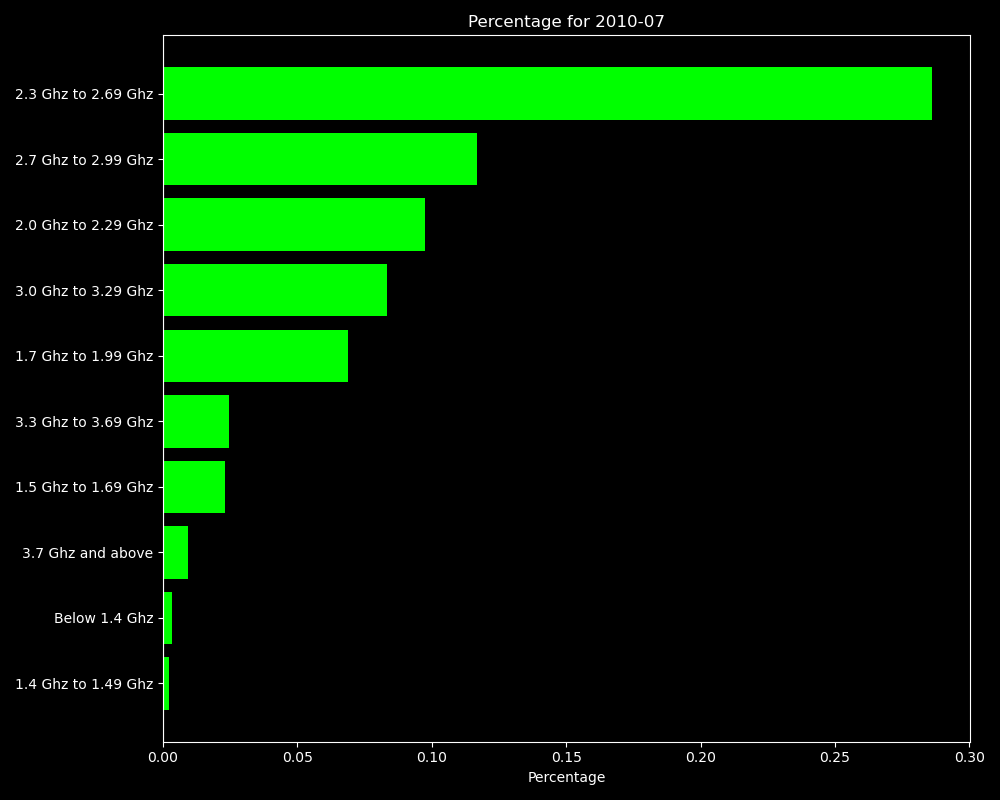 Percentage for 2010-07
2.3 Ghz to 2.69 Ghz
2.7 Ghz to 2.99 Ghz
2.0 Ghz to 2.29 Ghz
3.0 Ghz to 3.29 Ghz
1.7 Ghz to 1.99 Ghz
3.3 Ghz to 3.69 Ghz
1.5 Ghz to 1.69 Ghz
3.7 Ghz and above
Below 1.4 Ghz
1.4 Ghz to 1.49 Ghz
0.00 0.05 0.10 0.15 0.20 0.25 0.30
Percentage